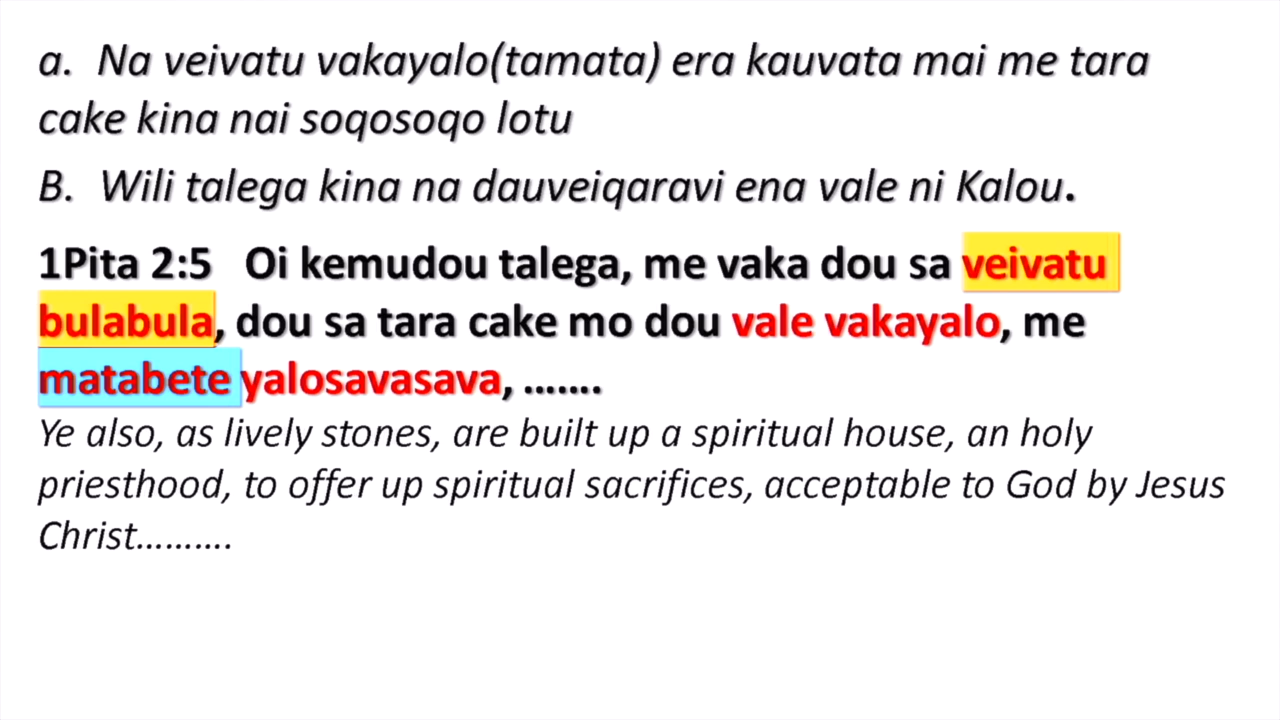 a. Na veivatu vakayalo(tamata) era kauvata mai me tara
cake kina nai soqosoqo lotu
B. Wili talega kina na dauveiqaravi ena vale ni Kalou.
1Pita 2:5 Oi kemudou talega, me vaka dou sa veivatu
bulabula, dou sa tara cake mo dou vale vakayalo, me
matabete yalosavasava, .......
Ye also, as lively stones, are built up a spiritual house, an holy
priesthood, to offer up spiritual sacrifices, acceptable to God by Jesus
Christ..........